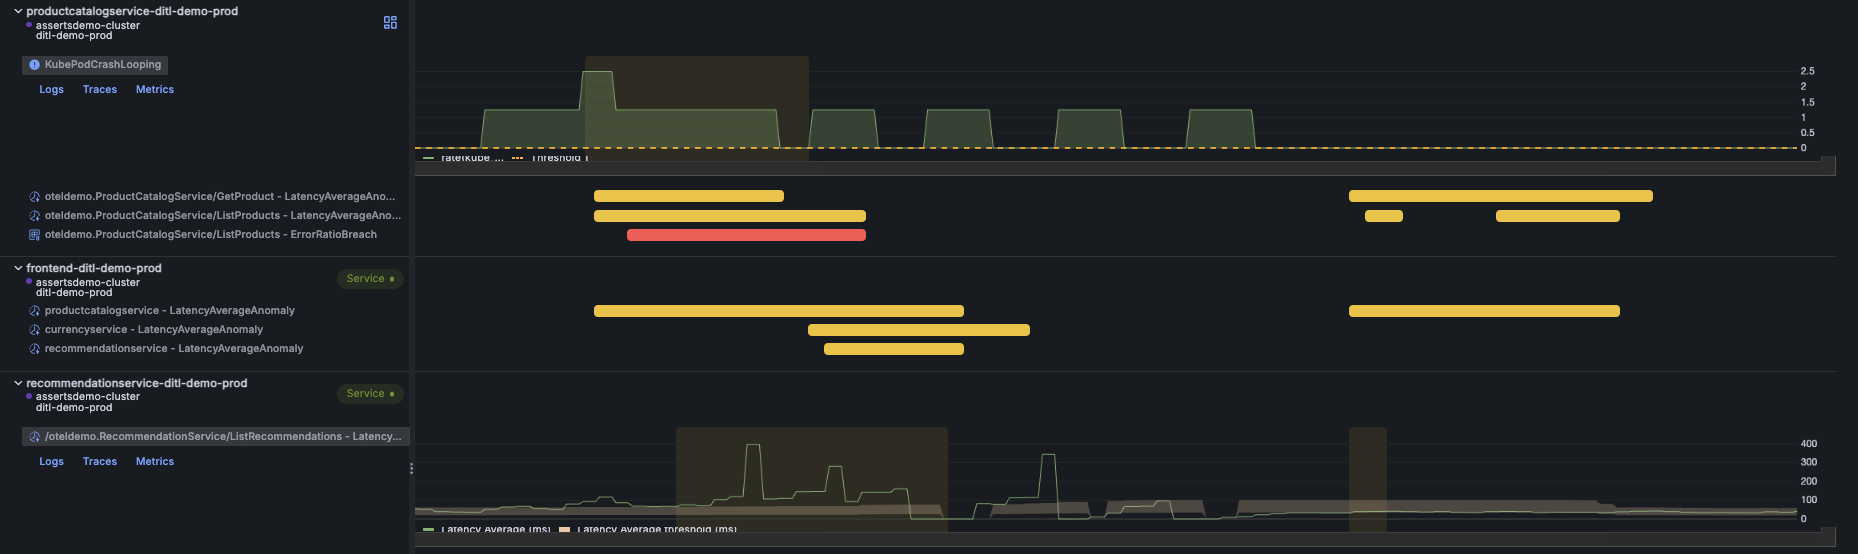 productcatalogservice-ditl-demo-prod
assertsdemo-cluster
ditl-demo-prod
KubePodCrashLooping
Logs Traces Metrics
2.5
2
1.5
1
0.5
0
rate(kube_... Threshold 1
oteldemo.ProductCatalogService/GetProduct - LatencyAverageAno...
oteldemo.ProductCatalogService/ListProducts - LatencyAverageAno...
oteldemo.ProductCatalogService/ListProducts - ErrorRatioBreach
frontend-ditl-demo-prod
Service
assertsdemo-cluster
ditl-demo-prod
productcatalogservice - LatencyAverageAnomaly
currencyservice - LatencyAverageAnomaly
recommendationservice - LatencyAverageAnomaly
recommendationservice-ditl-demo-prod
Service
assertsdemo-cluster
ditl-demo-prod
/oteldemo.RecommendationService/ListRecommendations - Latency...
Logs Traces Metrics
400
300
200
100
0
Latency Average (ms) Latency Average threshold (ms)